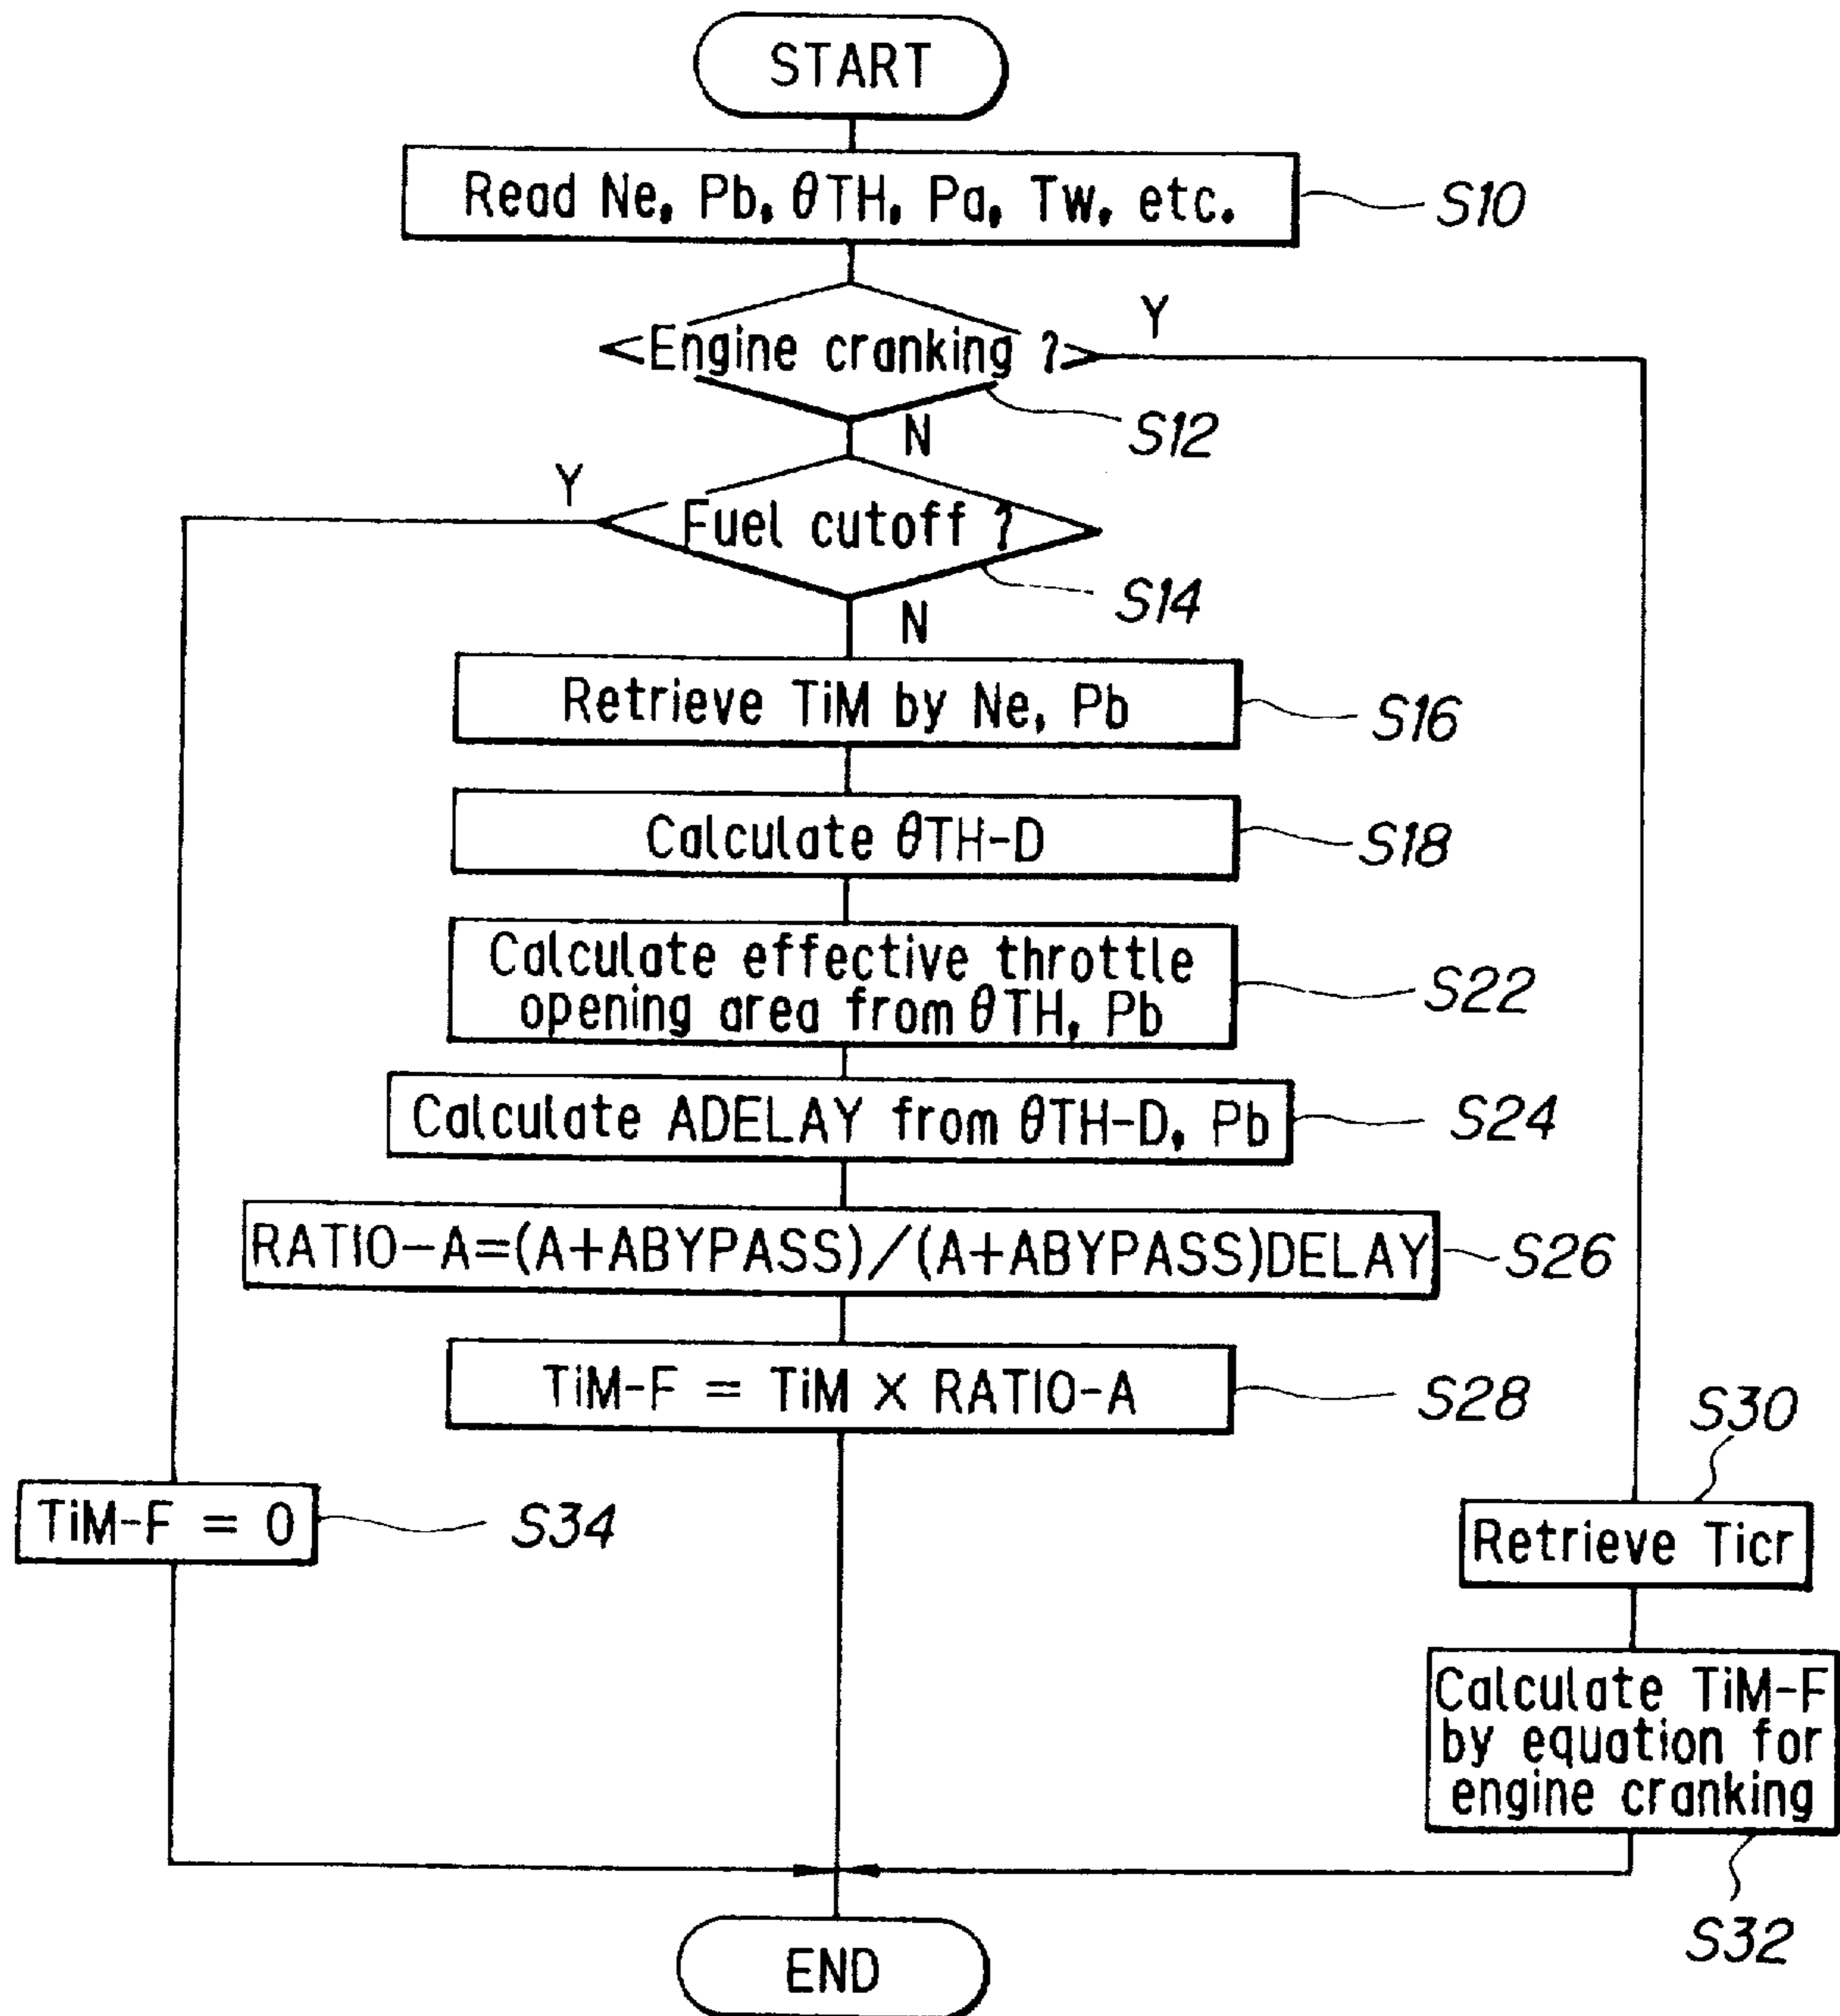 START
Read Ne, Pb, θTH, Pa, Tw, etc.
S10
Engine cranking ?
Y
S12
N
Fuel cutoff ?
Y
S14
N
Retrieve TiM by Ne, Pb
S16
Calculate θTH-D
S18
Calculate effective throttle
opening area from θTH, Pb
S22
Calculate ADELAY from θTH-D, Pb
S24
RATIO-A=(A+ABYPASS)/(A+ABYPASS)DELAY
S26
TiM-F = TiM × RATIO-A
S28
TiM-F = 0
S34
S30
Retrieve Ticr
Calculate TiM-F
by equation for
engine cranking
S32
END